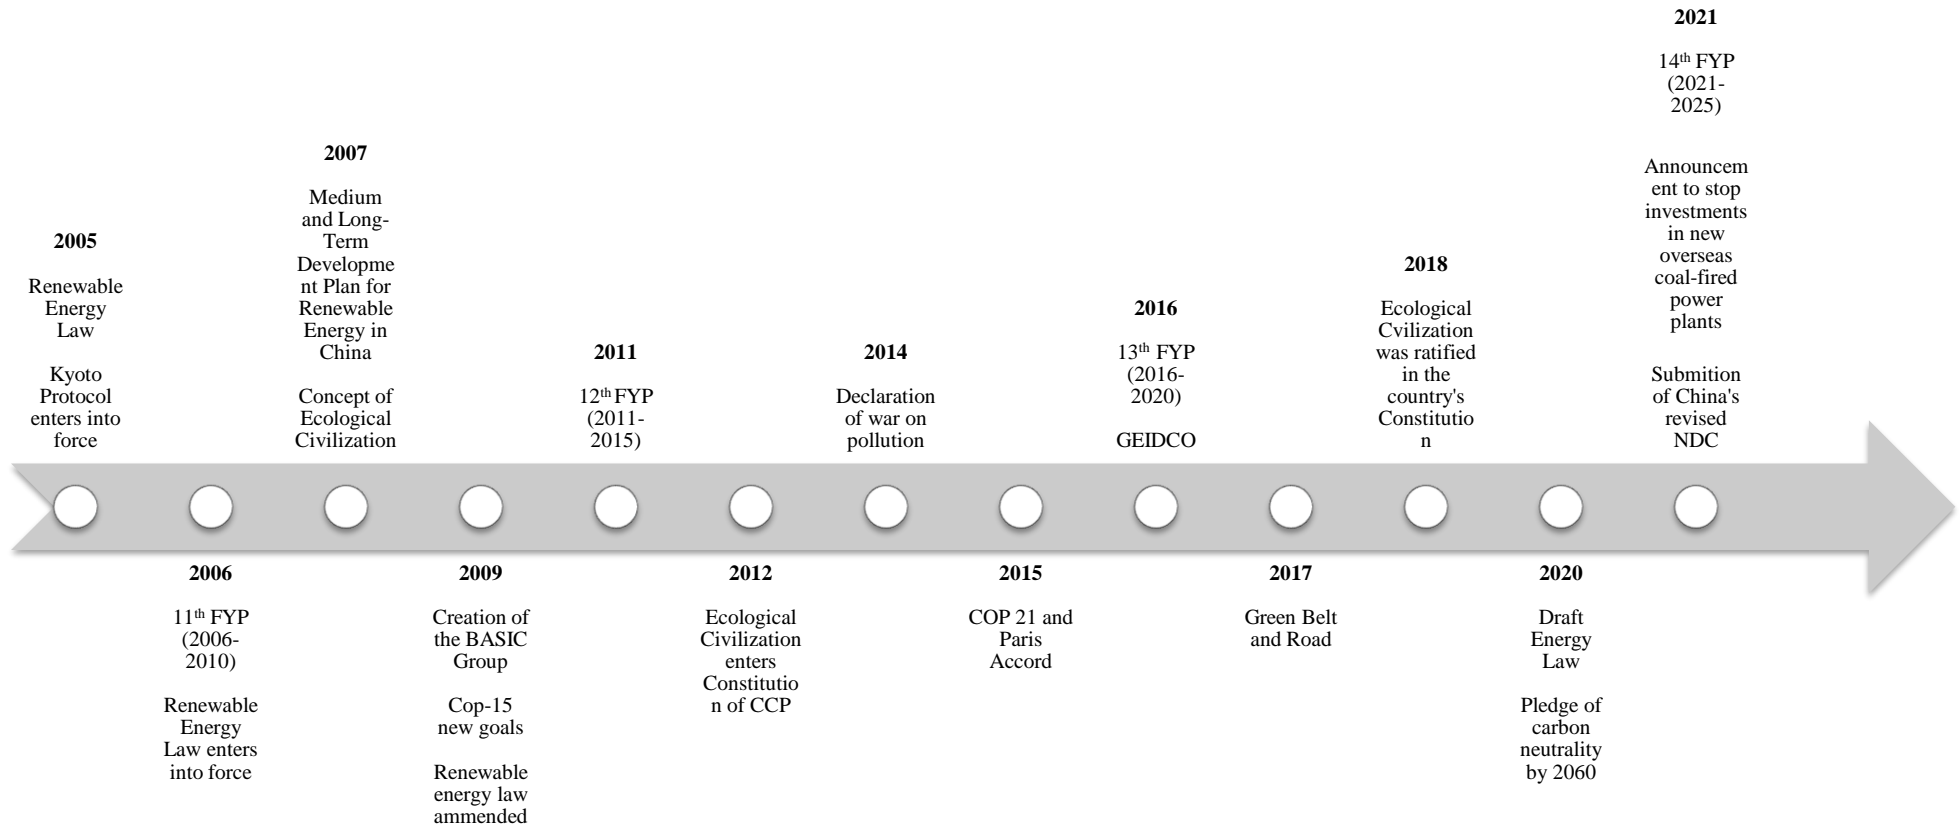 2005
Renewable
Energy
Law
Kyoto
Protocol
enters into
force
2006
11th FYP
(2006-
2010)
Renewable
Energy
Law enters
into force
2007
Medium
and Long-
Term
Developme
nt Plan for
Renewable
Energy in
China
Concept of
Ecological
Civilization
2009
Creation of
the BASIC
Group
Cop-15
new goals
Renewable
energy law
ammended
2011
12th FYP
(2011-
2015)
2012
Ecological
Civilization
enters
Constitutio
n of CCP
2014
Declaration
of war on
pollution
2015
COP 21 and
Paris
Accord
2016
13th FYP
(2016-
2020)
GEIDCO
2017
Green Belt
and Road
2018
Ecological
Cvilization
was ratified
in the
country's
Constitutio
n
2020
Draft
Energy
Law
Pledge of
carbon
neutrality
by 2060
2021
14th FYP
(2021-
2025)
Announcem
ent to stop
investments
in new
overseas
coal-fired
power
plants
Submition
of China's
revised
NDC